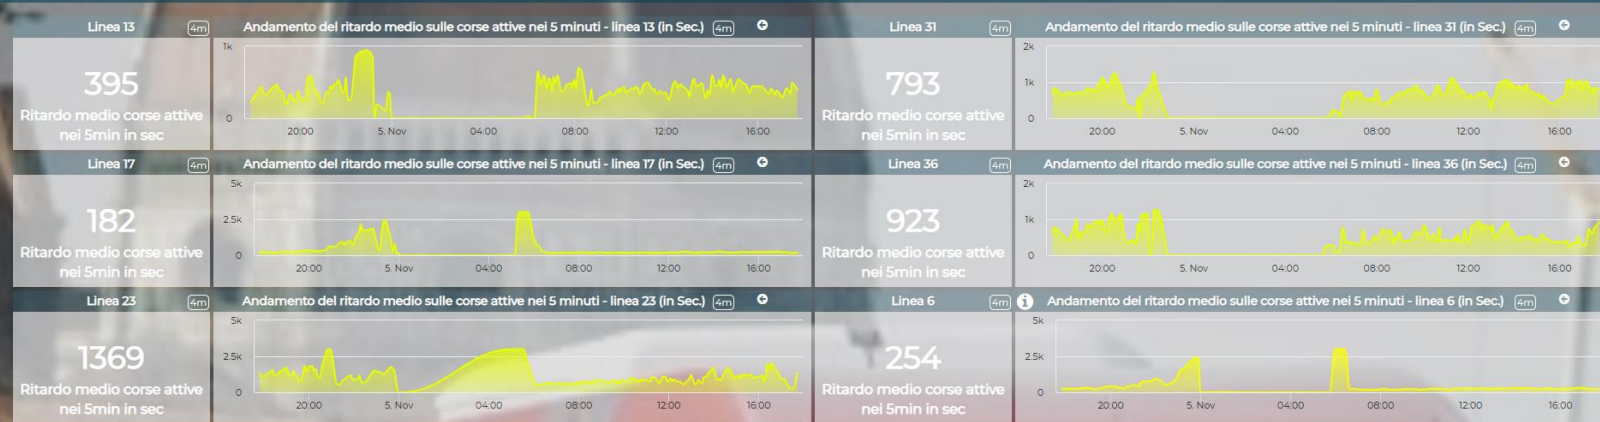 Linea 13 4m
Andamento del ritardo medio sulle corse attive nei 5 minuti - linea 13 (in Sec.) 4m
395
Ritardo medio corse attive
nei 5min in sec
1k
0
20:00 5. Nov 04:00 08:00 12:00 16:00
Linea 31 4m
Andamento del ritardo medio sulle corse attive nei 5 minuti - linea 31 (in Sec.) 4m
793
Ritardo medio corse attive
nei 5min in sec
2k
1k
0
20:00 5. Nov 04:00 08:00 12:00 16:00
Linea 17 4m
Andamento del ritardo medio sulle corse attive nei 5 minuti - linea 17 (in Sec.) 4m
182
Ritardo medio corse attive
nei 5min in sec
5k
2.5k
0
20:00 5. Nov 04:00 08:00 12:00 16:00
Linea 36 4m
Andamento del ritardo medio sulle corse attive nei 5 minuti - linea 36 (in Sec.) 4m
923
Ritardo medio corse attive
nei 5min in sec
2k
1k
0
20:00 5. Nov 04:00 08:00 12:00 16:00
Linea 23 4m
Andamento del ritardo medio sulle corse attive nei 5 minuti - linea 23 (in Sec.) 4m
1369
Ritardo medio corse attive
nei 5min in sec
5k
2.5k
0
20:00 5. Nov 04:00 08:00 12:00 16:00
Linea 6 4m
Andamento del ritardo medio sulle corse attive nei 5 minuti - linea 6 (in Sec.) 4m
254
Ritardo medio corse attive
nei 5min in sec
5k
2.5k
0
20:00 5. Nov 04:00 08:00 12:00 16:00